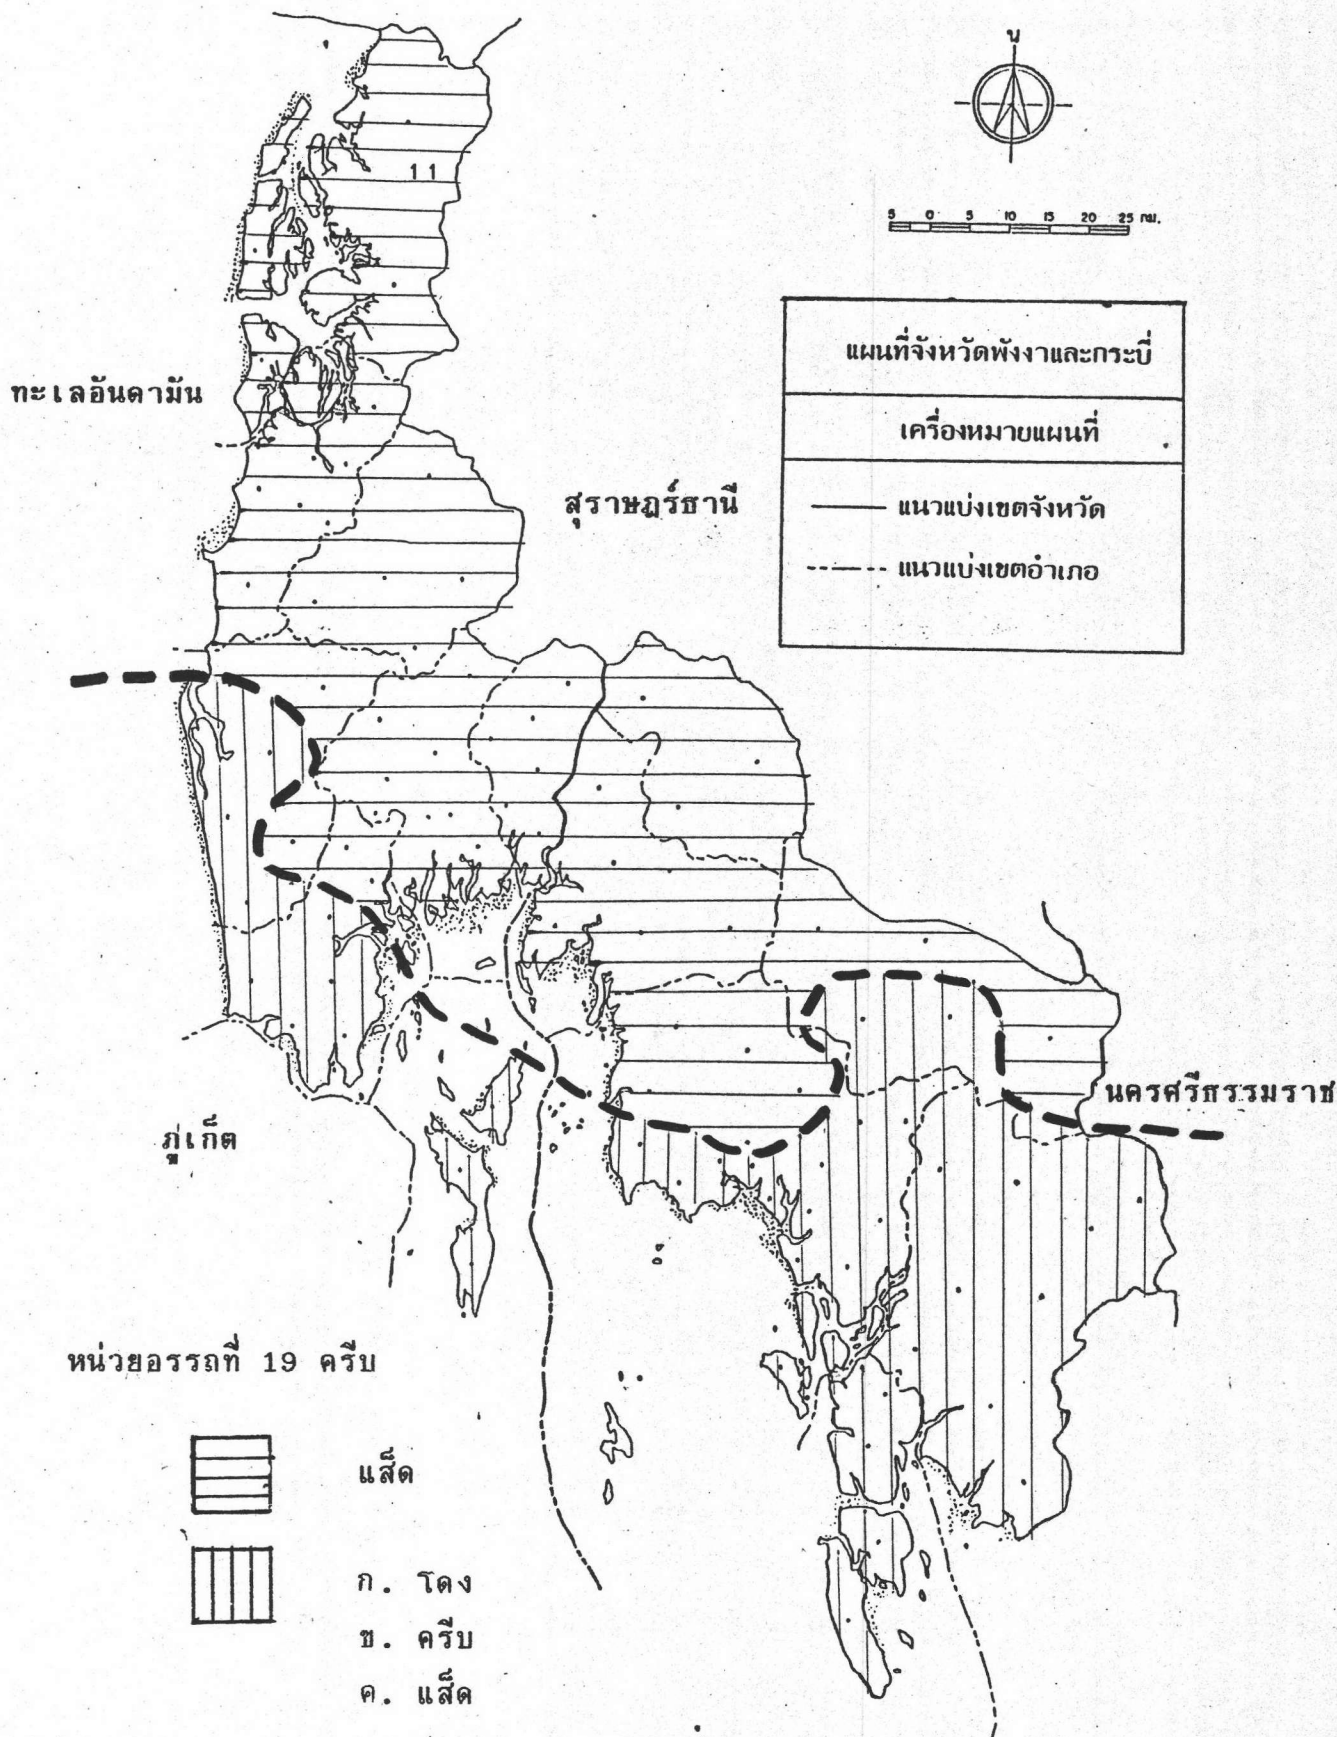 น
11
5 0 5 10 15 20 25 กม.
แผนที่จังหวัดพังงาและกระบี่
เครื่องหมายแผนที่
ทะเลอันดามัน
สุราษฎร์ธานี
แนวแบ่งเขตจังหวัด
แนวแบ่งเขตอำเภอ
นครศรีธรรมราช
ภูเก็ต
หน่วยอรรถที่ 19 ครีบ
แส็ด
ก. โดง
ข. ครีบ
ค. แส็ด